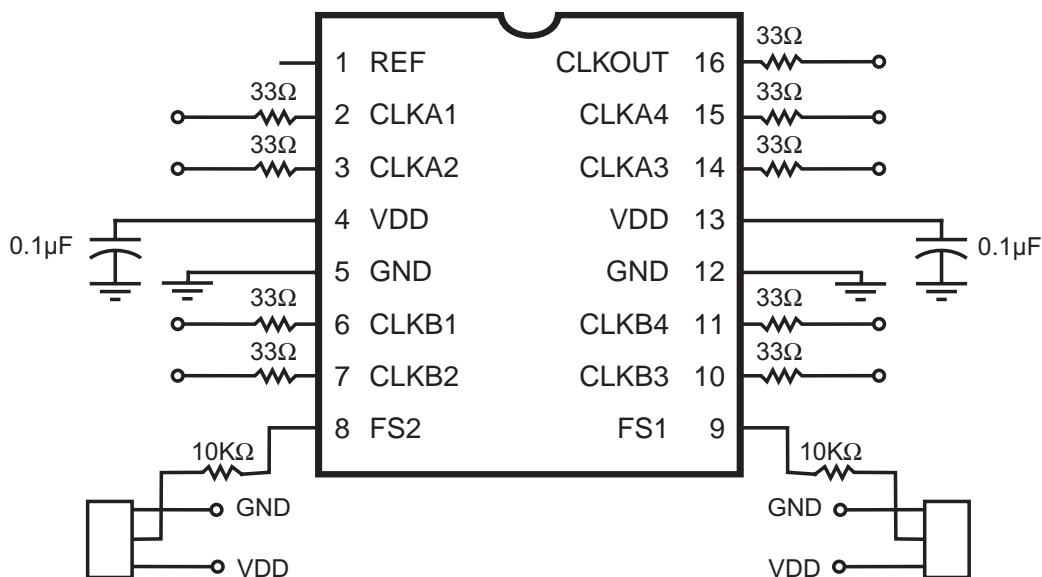 33Ω
1 REF CLKOUT 16
33Ω 33Ω
2 CLKA1 CLKA4 15
33Ω 33Ω
3 CLKA2 CLKA3 14
4 VDD VDD 13
0.1µF 0.1µF
5 GND GND 12
33Ω 33Ω
6 CLKB1 CLKB4 11
33Ω 33Ω
7 CLKB2 CLKB3 10
8 FS2 FS1 9
10KΩ 10KΩ
GND GND
VDD VDD